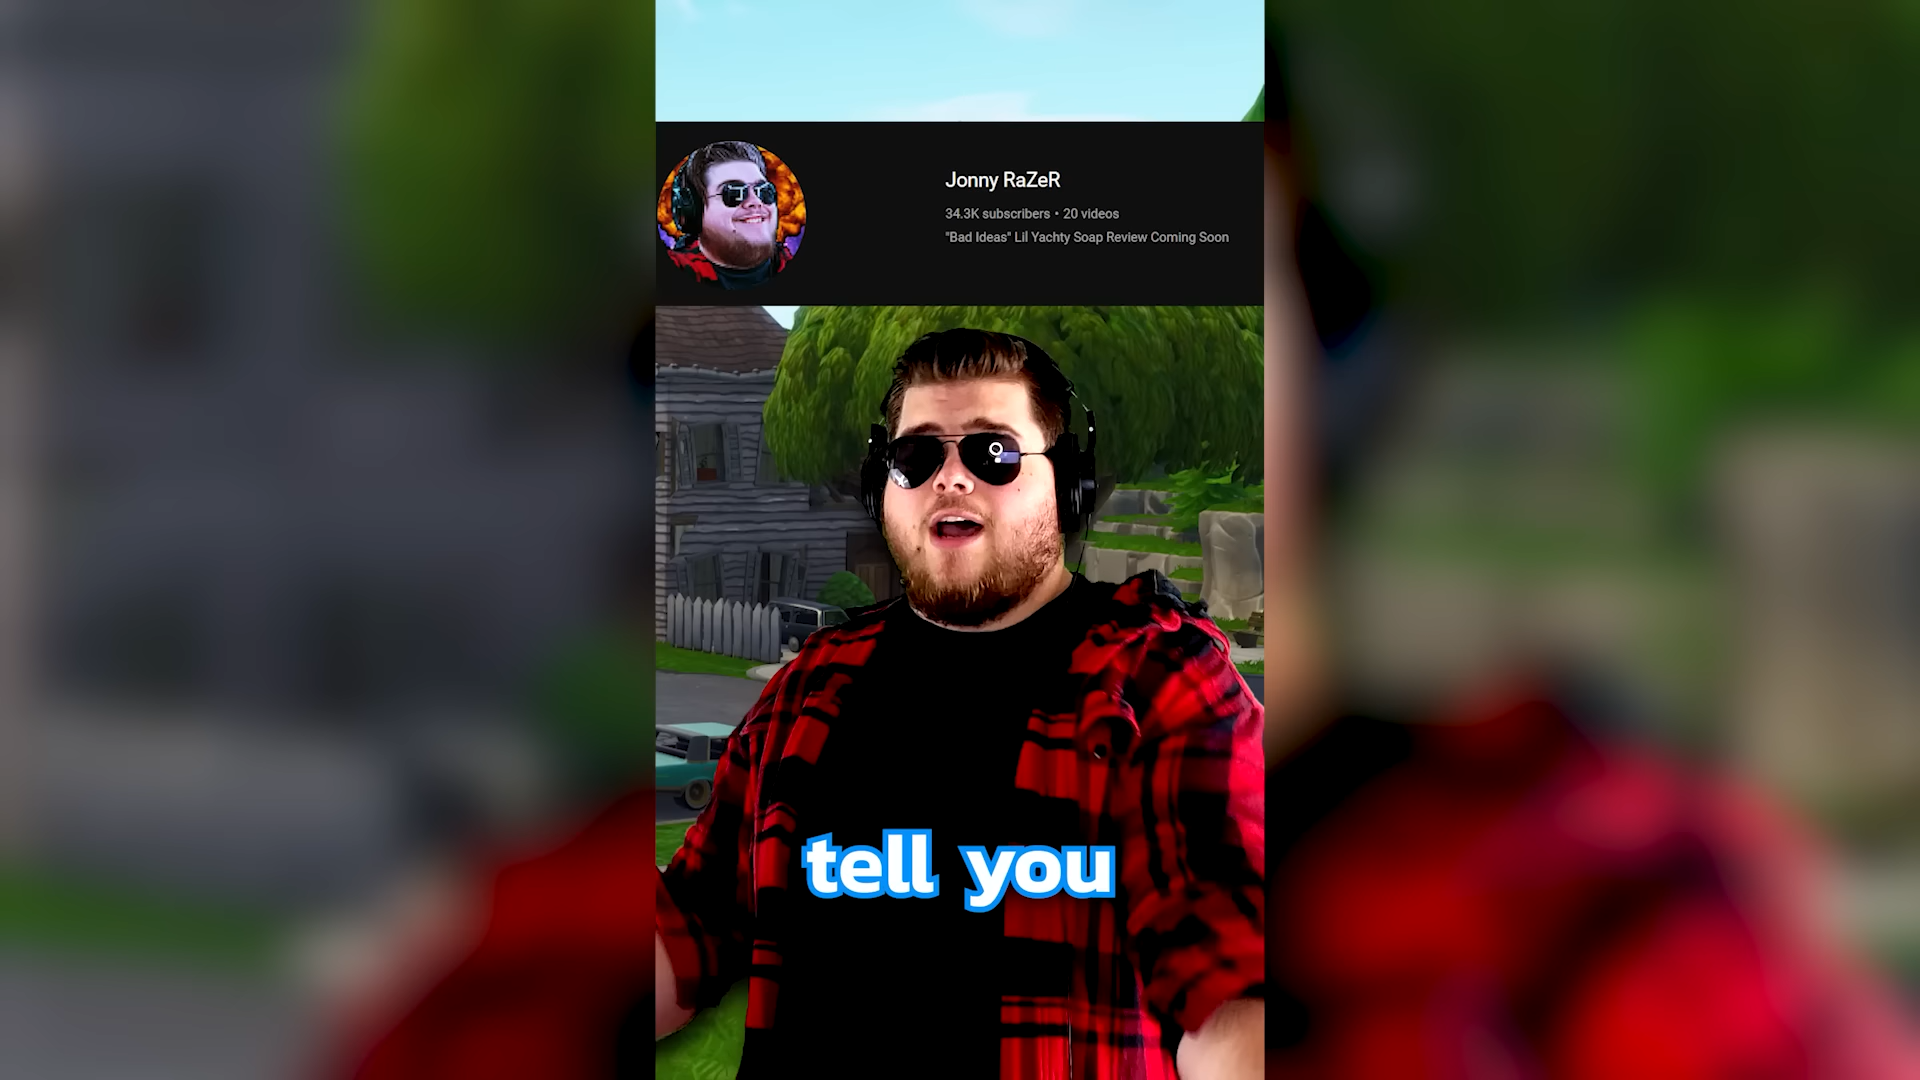 Jonny RaZeR
34.3K subscribers • 20 videos
"Bad Ideas" Lil Yachty Soap Review Coming Soon
tell you